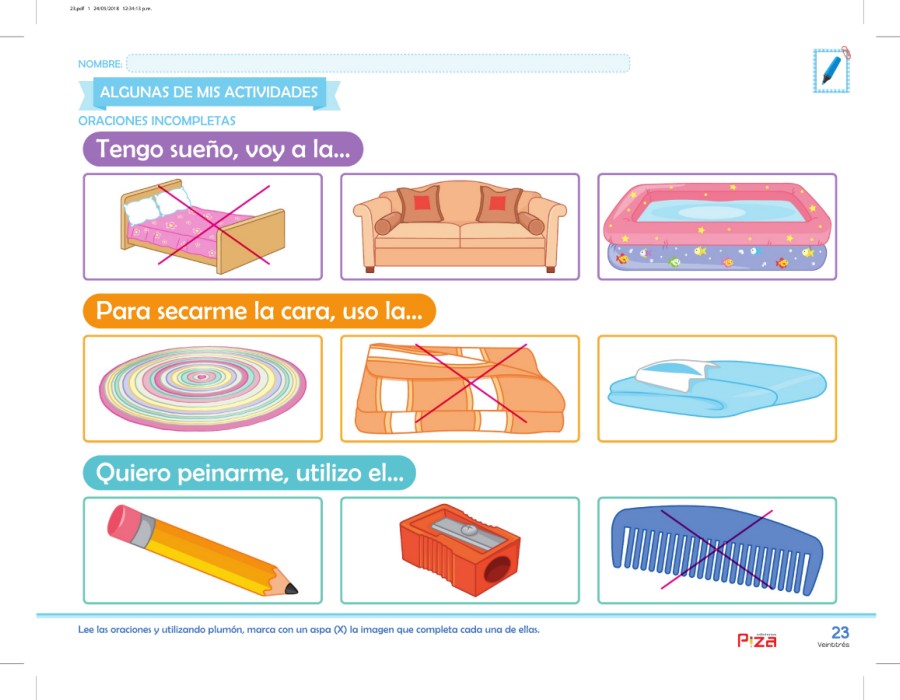 23.pdf 1 24/05/2018 12:34:13 p.m.
NOMBRE:
ALGUNAS DE MIS ACTIVIDADES
ORACIONES INCOMPLETAS
Tengo sueño, voy a la...
Para secarme la cara, uso la...
Quiero peinarme, utilizo el...
Lee las oraciones y utilizando plumón, marca con un aspa (X) la imagen que completa cada una de ellas.
Piza
23
Veintitrés